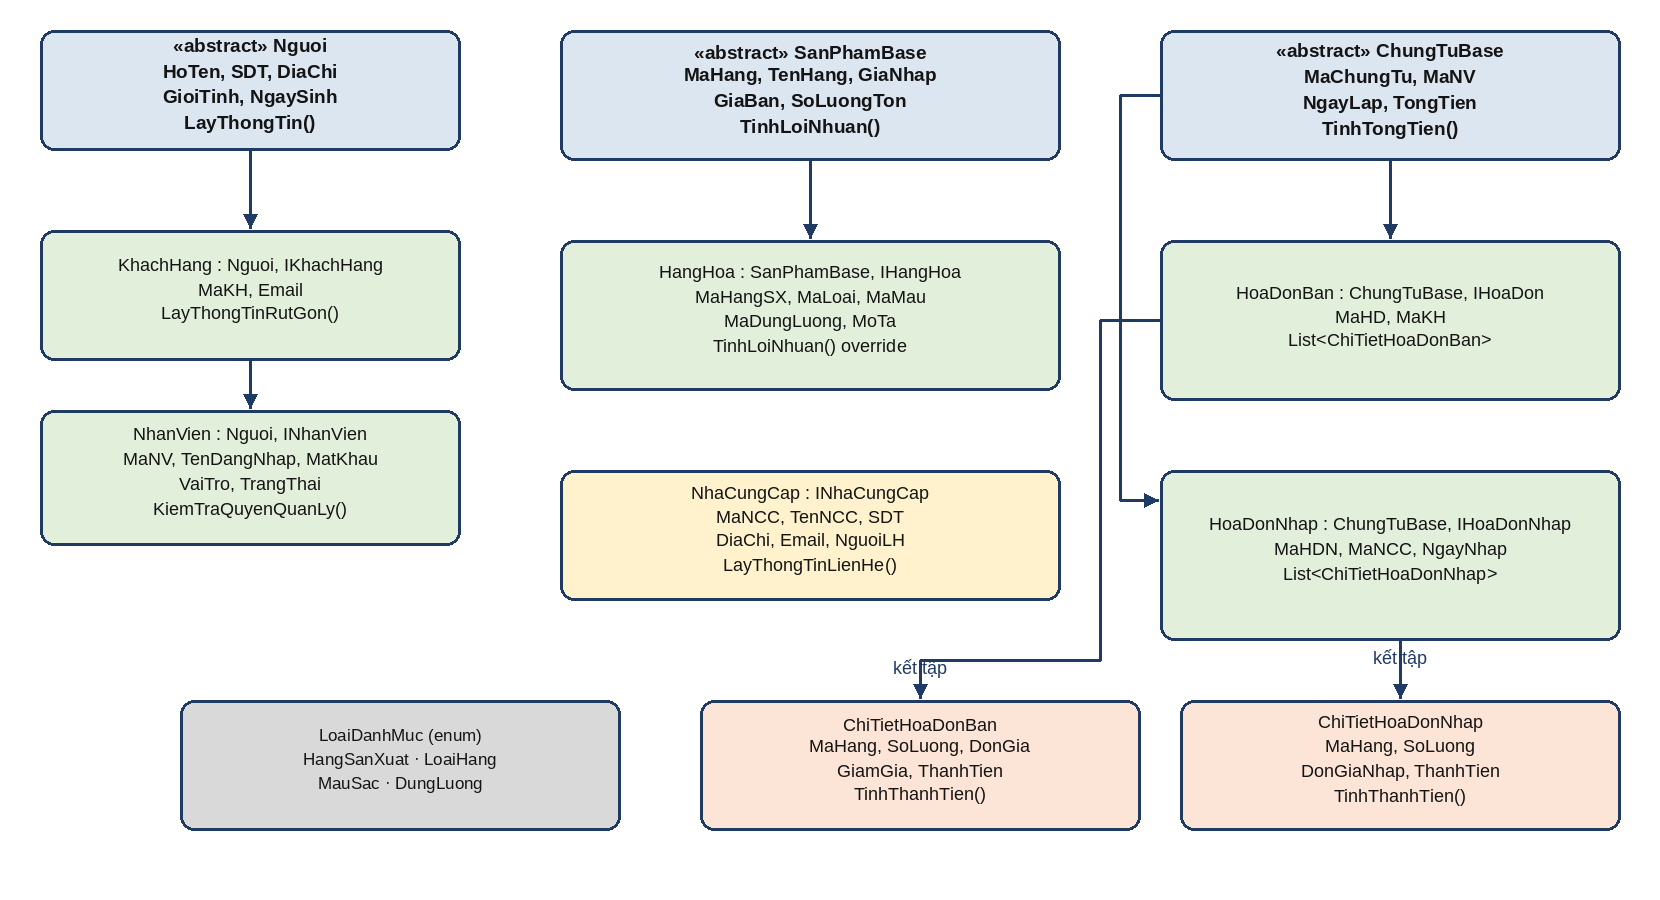 «abstract» Nguoi
HoTen, SDT, DiaChi
GioiTinh, NgaySinh
LayThongTin()
«abstract» SanPhamBase
MaHang, TenHang, GiaNhap
GiaBan, SoLuongTon
TinhLoiNhuan()
«abstract» ChungTuBase
MaChungTu, MaNV
NgayLap, TongTien
TinhTongTien()
KhachHang : Nguoi, IKhachHang
MaKH, Email
LayThongTinRutGon()
HangHoa : SanPhamBase, IHangHoa
MaHangSX, MaLoai, MaMau
MaDungLuong, MoTa
TinhLoiNhuan() override
HoaDonBan : ChungTuBase, IHoaDon
MaHD, MaKH
List<ChiTietHoaDonBan>
NhanVien : Nguoi, INhanVien
MaNV, TenDangNhap, MatKhau
VaiTro, TrangThai
KiemTraQuyenQuanLy()
NhaCungCap : INhaCungCap
MaNCC, TenNCC, SDT
DiaChi, Email, NguoiLH
LayThongTinLienHe()
HoaDonNhap : ChungTuBase, IHoaDonNhap
MaHDN, MaNCC, NgayNhap
List<ChiTietHoaDonNhap>
kết tập
kết tập
LoaiDanhMuc (enum)
HangSanXuat · LoaiHang
MauSac · DungLuong
ChiTietHoaDonBan
MaHang, SoLuong, DonGia
GiamGia, ThanhTien
TinhThanhTien()
ChiTietHoaDonNhap
MaHang, SoLuong
DonGiaNhap, ThanhTien
TinhThanhTien()